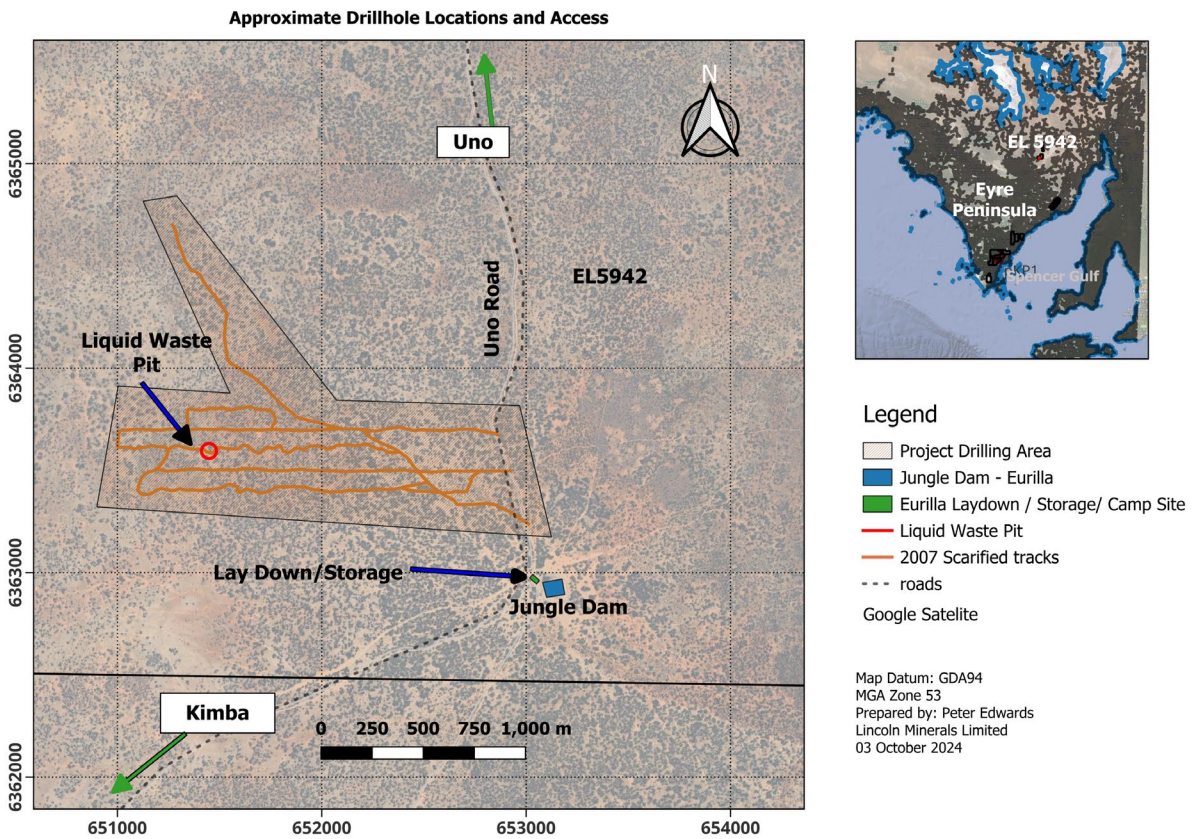 Approximate Drillhole Locations and Access
N
Uno
6365000
EL5942
Uno Road
Liquid Waste
Pit
6364000
Lay Down/Storage
6363000
Jungle Dam
Kimba
0 250 500 750 1,000 m
6362000
651000 652000 653000 654000
EL 5942
Eyre
Peninsula
KP1
Spencer Gulf
Legend
Project Drilling Area
Jungle Dam - Eurilla
Eurilla Laydown / Storage/ Camp Site
Liquid Waste Pit
2007 Scarified tracks
roads
Google Satelite
Map Datum: GDA94
MGA Zone 53
Prepared by: Peter Edwards
Lincoln Minerals Limited
03 October 2024